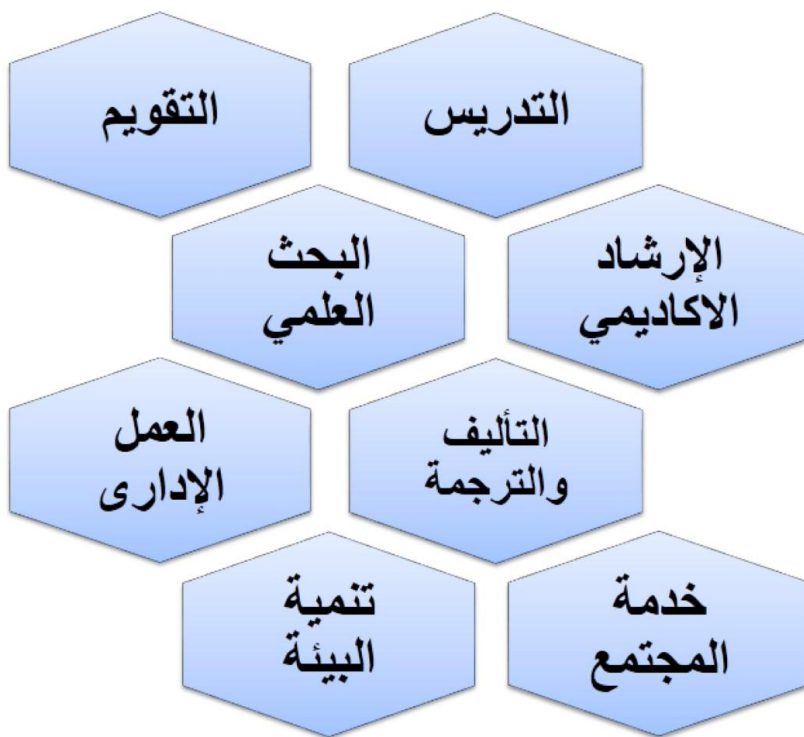 التدريس
التقويم
الإرشاد
الاكاديمي
البحث
العلمي
التأليف
والترجمة
العمل
الإدارى
خدمة
المجتمع
تنمية
البيئة